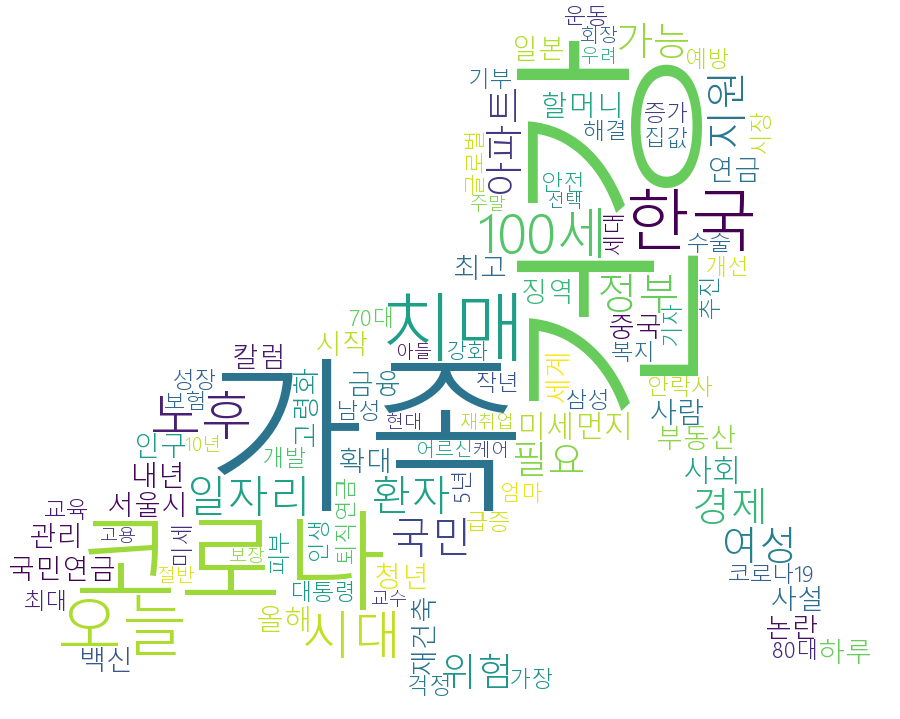 운동
회장
우려
가능
일본
예방
기부
할머니
증가
집값
지원
시장
아파트
해결
글로벌
건강
연금
안전
선택
주말
100세
세대
한국
수술
최고
개선
징역
정부
추진
70대
치매
중국
기자
시작
아들
강화
복지
칼럼
세계
성장
보험
가족
고령화
금융
작년
삼성
안락사
노후
남성
현대
재취업
미세먼지
사람
인구
10년
개발
확대
어르신
케어
필요
부동산
내년
일자리
환자
5년
엄마
사회
교육
서울시
경제
관리
고용
미세
인생
퇴직연금
국민
급증
여성
코로나
국민연금
절반
보장
피부
청년
코로나19
최대
대통령
교수
사설
오늘
올해
시대
재건축
논란
백신
위험
가장
걱정
80대
하루